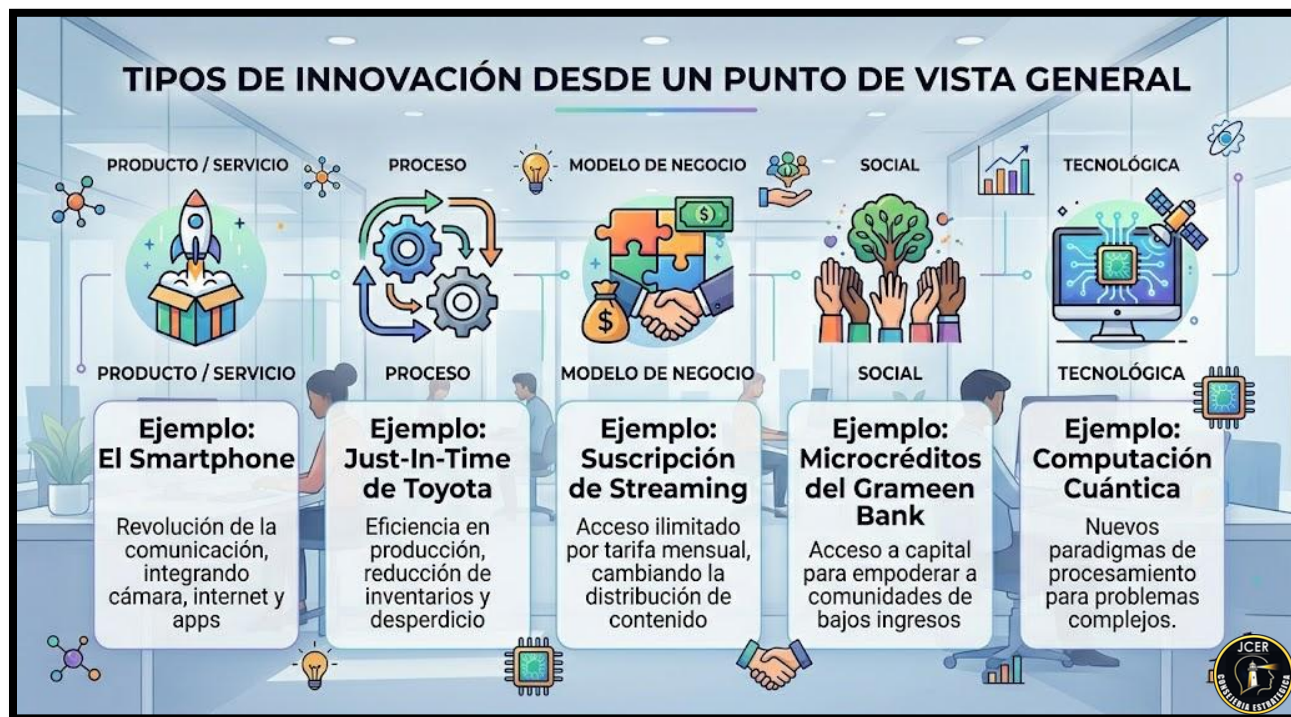 TIPOS DE INNOVACIÓN DESDE UN PUNTO DE VISTA GENERAL
PRODUCTO / SERVICIO
PROCESO
MODELO DE NEGOCIO
SOCIAL
TECNOLÓGICA
$
$
PRODUCTO / SERVICIO
PROCESO
MODELO DE NEGOCIO
SOCIAL
TECNOLÓGICA
Ejemplo:
El Smartphone
Revolución de la
comunicación,
integrando
cámara, internet y
apps
Ejemplo:
Just-In-Time
de Toyota
Eficiencia en
producción,
reducción de
inventarios y
desperdicio
Ejemplo:
Suscripción
de Streaming
Acceso ilimitado
por tarifa mensual,
cambiando la
distribución de
contenido
Ejemplo:
Microcréditos
del Grameen
Bank
Acceso a capital
para empoderar a
comunidades de
bajos ingresos
Ejemplo:
Computación
Cuántica
Nuevos
paradigmas de
procesamiento
para problemas
complejos.
JCER
CONSEJERIA ESTRATEGICA